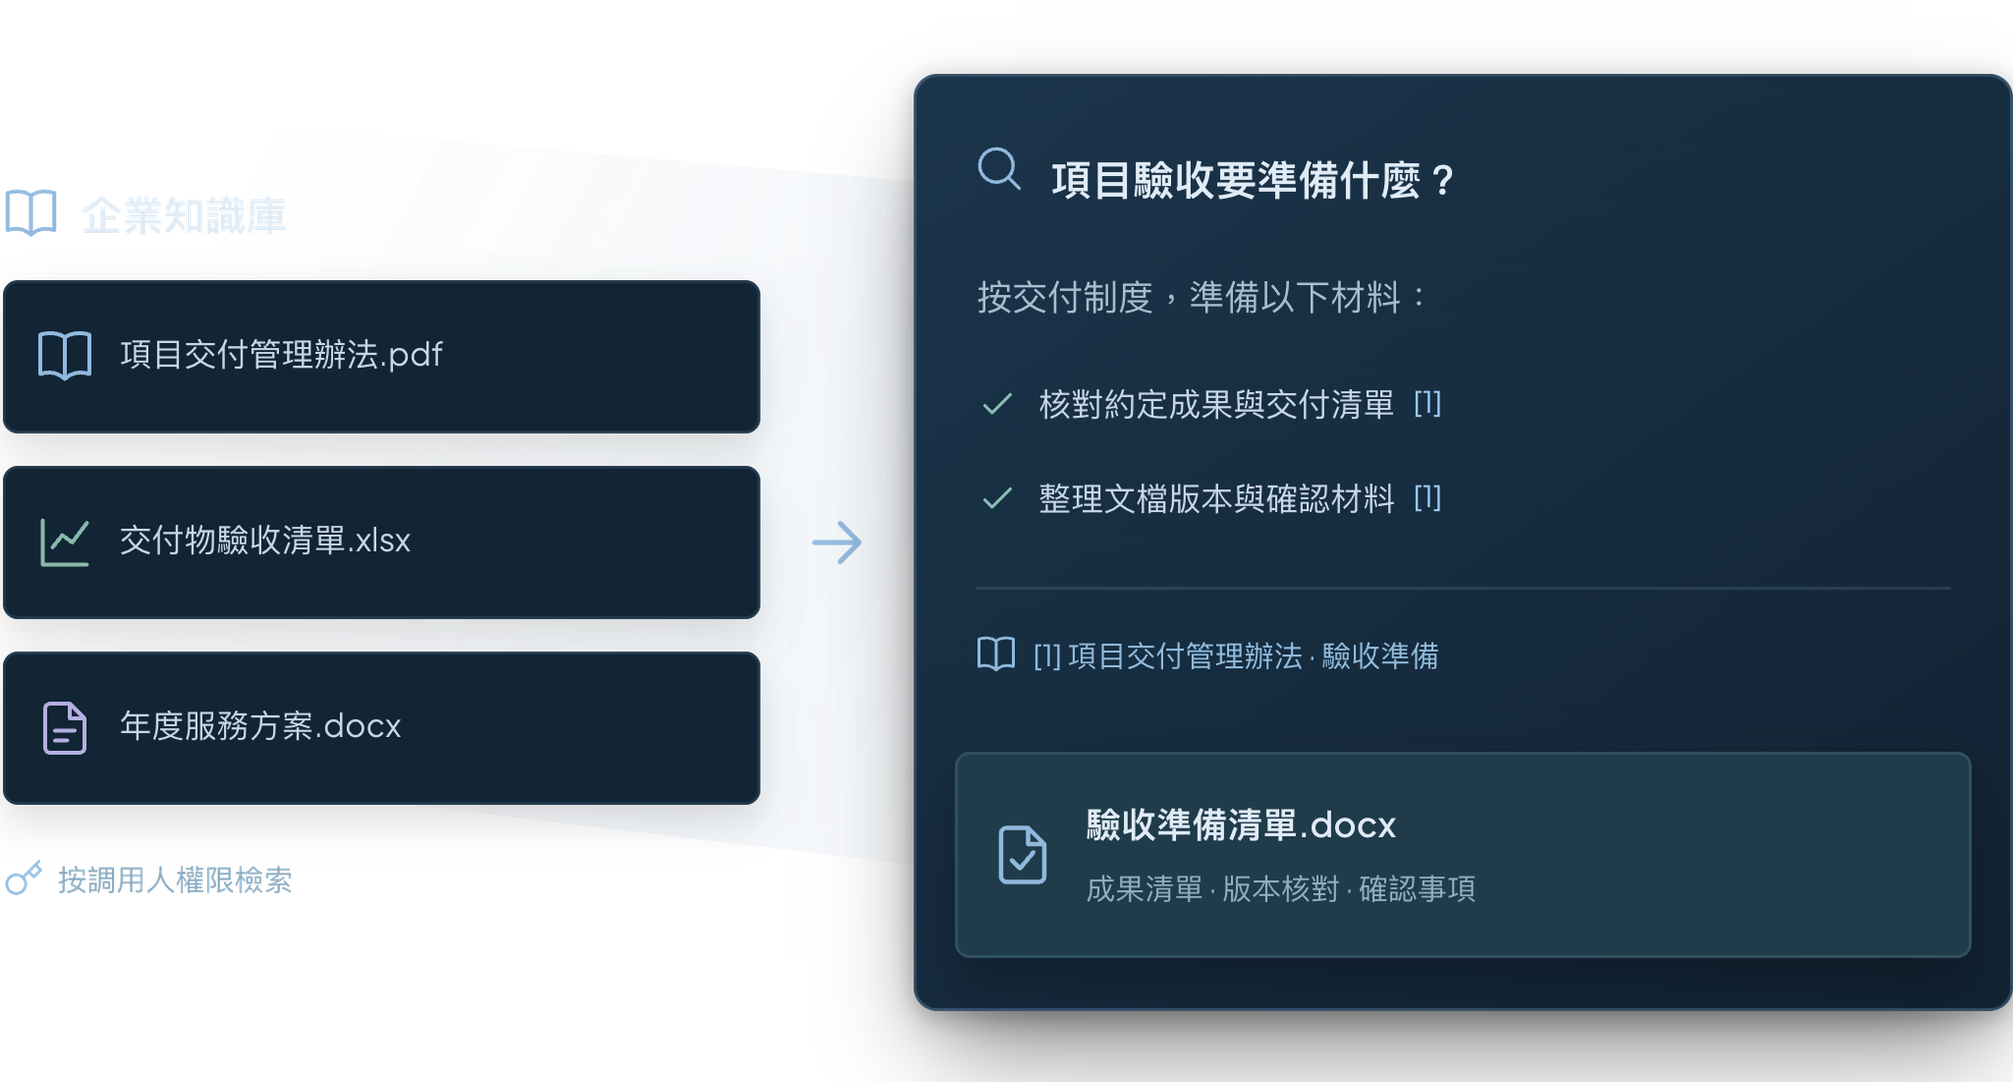 企業知識庫
項目交付管理辦法.pdf
交付物驗收清單.xlsx
年度服務方案.docx
按調用人權限檢索
項目驗收要準備什麼？
按交付制度，準備以下材料：
核對約定成果與交付清單 [1]
整理文檔版本與確認材料 [1]
[1] 項目交付管理辦法 · 驗收準備
驗收準備清單.docx
成果清單 · 版本核對 · 確認事項